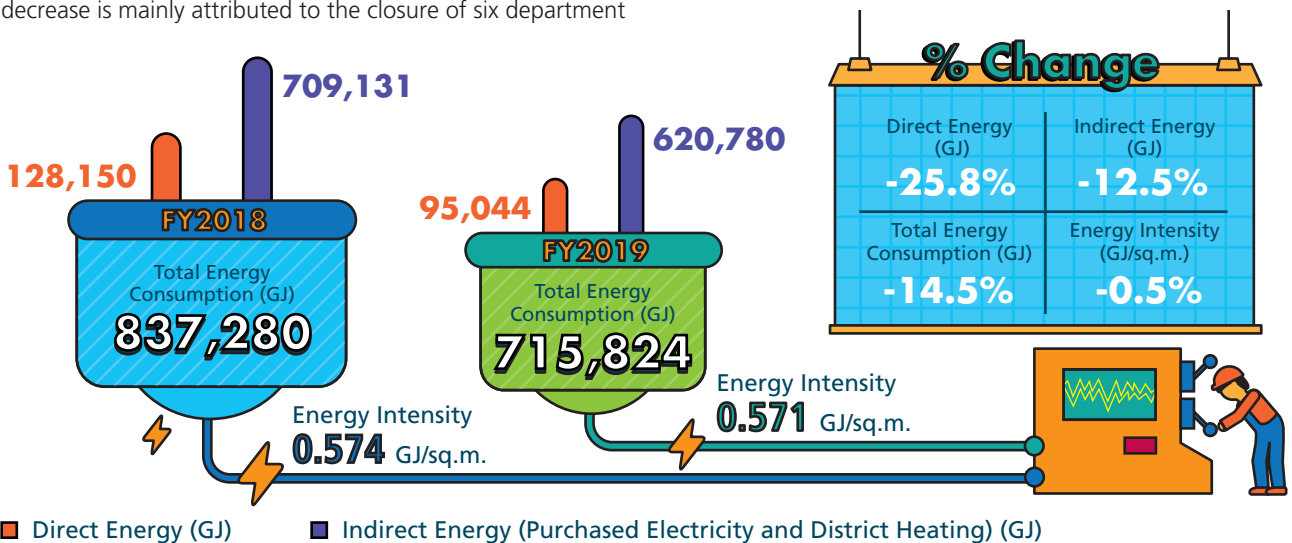 decrease is mainly attributed to the closure of six department
709,131
128,150
FY2018
Total Energy
Consumption (GJ)
837,280
Energy Intensity
0.574 GJ/sq.m.
620,780
95,044
FY2019
Total Energy
Consumption (GJ)
715,824
Energy Intensity
0.571 GJ/sq.m.
% Change
Direct Energy
(GJ)
-25.8%
Indirect Energy
(GJ)
-12.5%
Total Energy
Consumption (GJ)
-14.5%
Energy Intensity
(GJ/sq.m.)
-0.5%
Direct Energy (GJ)
Indirect Energy (Purchased Electricity and District Heating) (GJ)